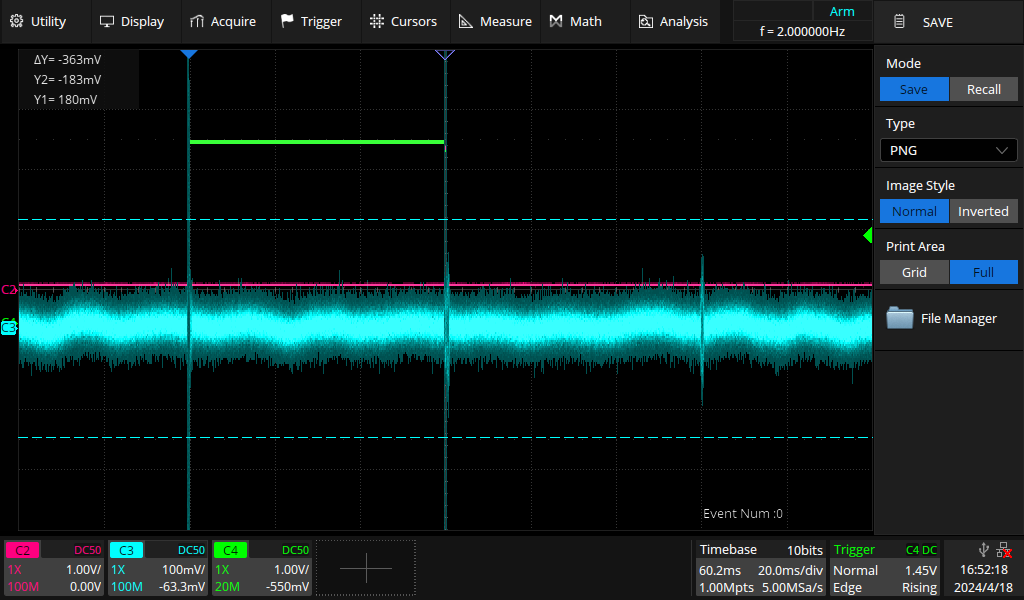 Utility
Display
Acquire
Trigger
Cursors
Measure
Math
Analysis
Arm
f = 2.000000Hz
SAVE
ΔY= -363mV
Y2= -183mV
Y1= 180mV
Mode
Save
Recall
Type
PNG
Image Style
Normal
Inverted
Print Area
Grid
Full
File Manager
C2
C3
Event Num :0
C2 DC50
1X 1.00V/
100M 0.00V
C3 DC50
1X 100mV/
100M -63.3mV
C4 DC50
1X 1.00V/
20M -550mV
Timebase 10bits
60.2ms 20.0ms/div
1.00Mpts 5.00MSa/s
Trigger C4 DC
Normal 1.45V
Edge Rising
16:52:18
2024/4/18